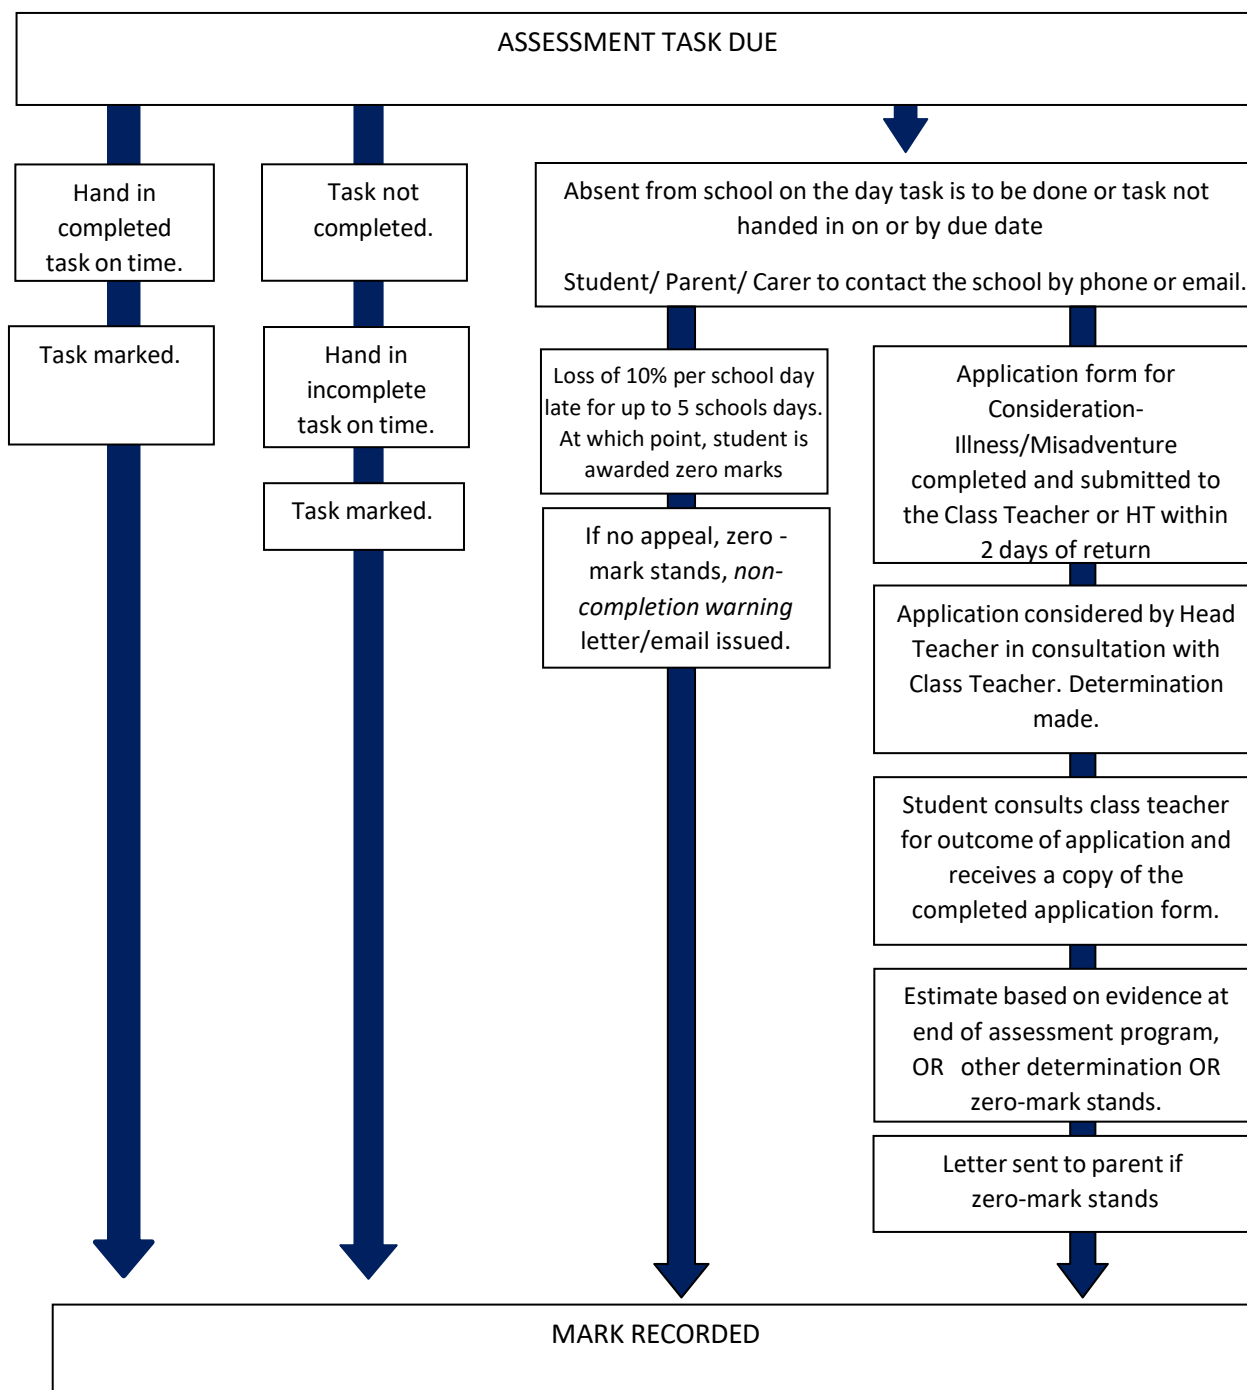 ASSESSMENT TASK DUE
Hand in
completed
task on time.
Task marked.
Task not
completed.
Hand in
incomplete
task on time.
Task marked.
Absent from school on the day task is to be done or task not
handed in on or by due date
Student/ Parent/ Carer to contact the school by phone or email.
Loss of 10% per school day
late for up to 5 schools days.
At which point, student is
awarded zero marks
If no appeal, zero -
mark stands, non-
completion warning
letter/email issued.
Application form for
Consideration-
Illness/Misadventure
completed and submitted to
the Class Teacher or HT within
2 days of return
Application considered by Head
Teacher in consultation with
Class Teacher. Determination
made.
Student consults class teacher
for outcome of application and
receives a copy of the
completed application form.
Estimate based on evidence at
end of assessment program,
OR other determination OR
zero-mark stands.
Letter sent to parent if
zero-mark stands
MARK RECORDED